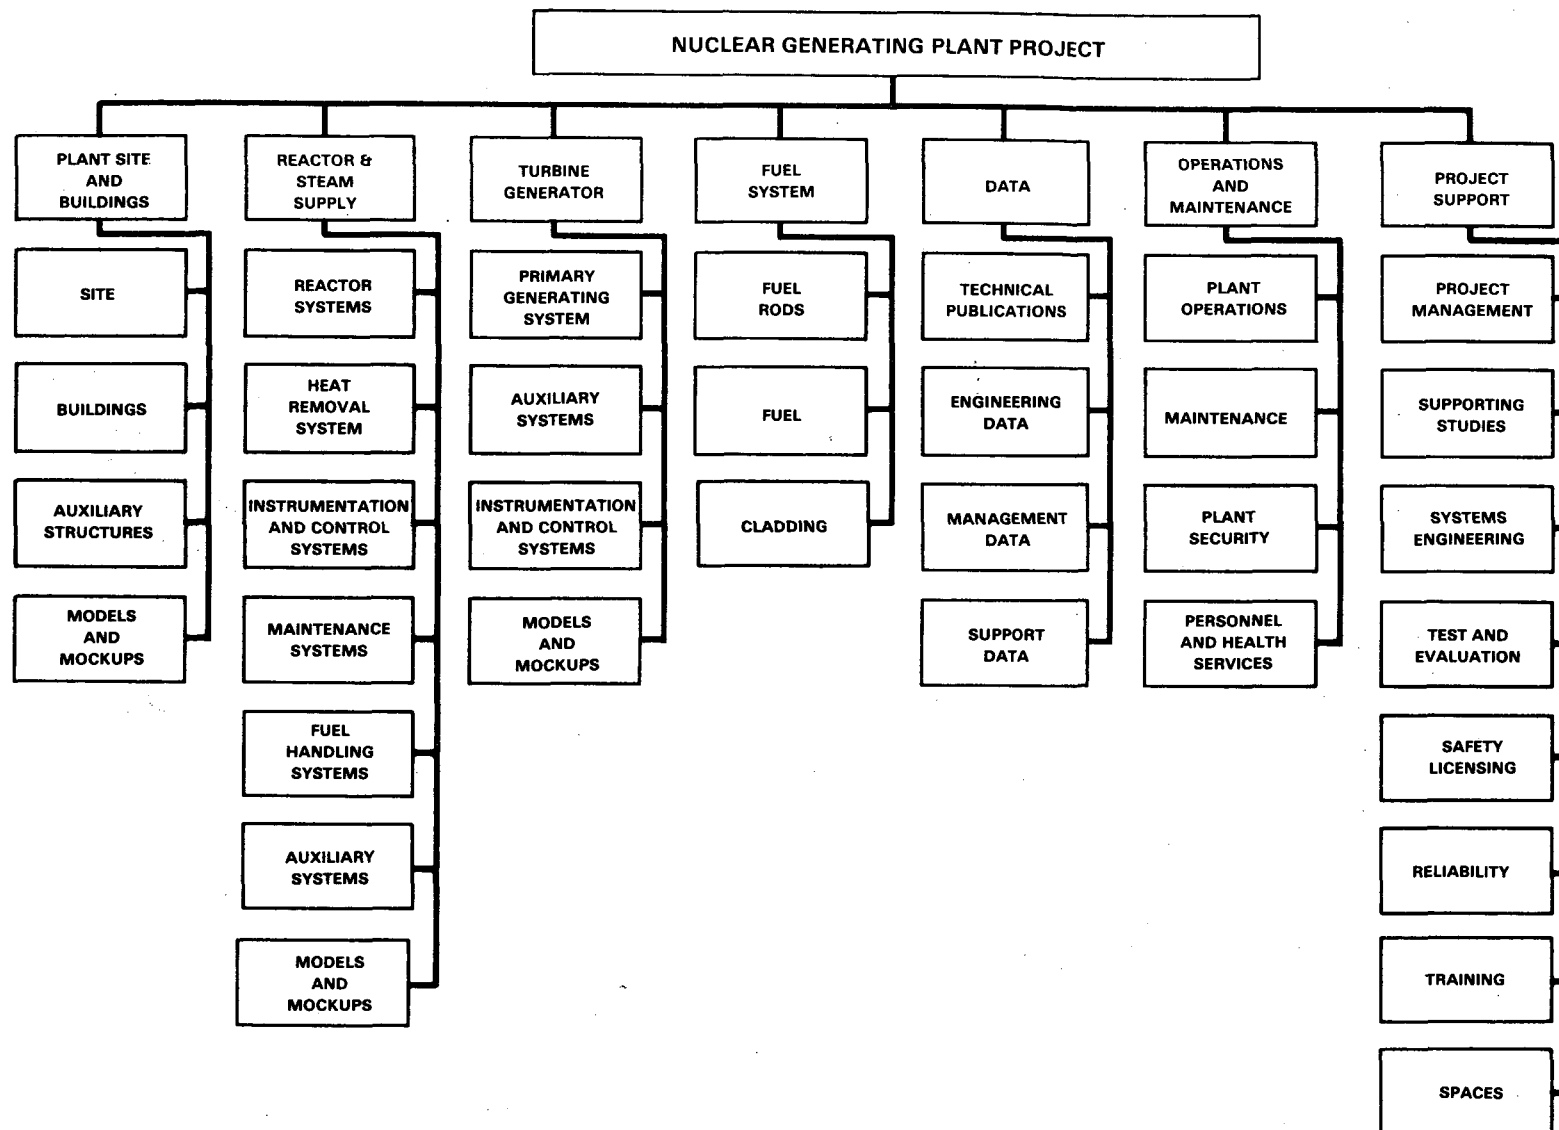 NUCLEAR GENERATING PLANT PROJECT
PLANT SITE
AND
BUILDINGS
SITE
BUILDINGS
AUXILIARY
STRUCTURES
MODELS
AND
MOCKUPS
REACTOR &
STEAM
SUPPLY
REACTOR
SYSTEMS
HEAT
REMOVAL
SYSTEM
INSTRUMENTATION
AND CONTROL
SYSTEMS
MAINTENANCE
SYSTEMS
FUEL
HANDLING
SYSTEMS
AUXILIARY
SYSTEMS
MODELS
AND
MOCKUPS
TURBINE
GENERATOR
PRIMARY
GENERATING
SYSTEM
AUXILIARY
SYSTEMS
INSTRUMENTATION
AND CONTROL
SYSTEMS
MODELS
AND
MOCKUPS
FUEL
SYSTEM
FUEL
RODS
FUEL
CLADDING
DATA
TECHNICAL
PUBLICATIONS
ENGINEERING
DATA
MANAGEMENT
DATA
SUPPORT
DATA
OPERATIONS
AND
MAINTENANCE
PLANT
OPERATIONS
MAINTENANCE
PLANT
SECURITY
PERSONNEL
AND HEALTH
SERVICES
PROJECT
SUPPORT
PROJECT
MANAGEMENT
SUPPORTING
STUDIES
SYSTEMS
ENGINEERING
TEST AND
EVALUATION
SAFETY
LICENSING
RELIABILITY
TRAINING
SPACES